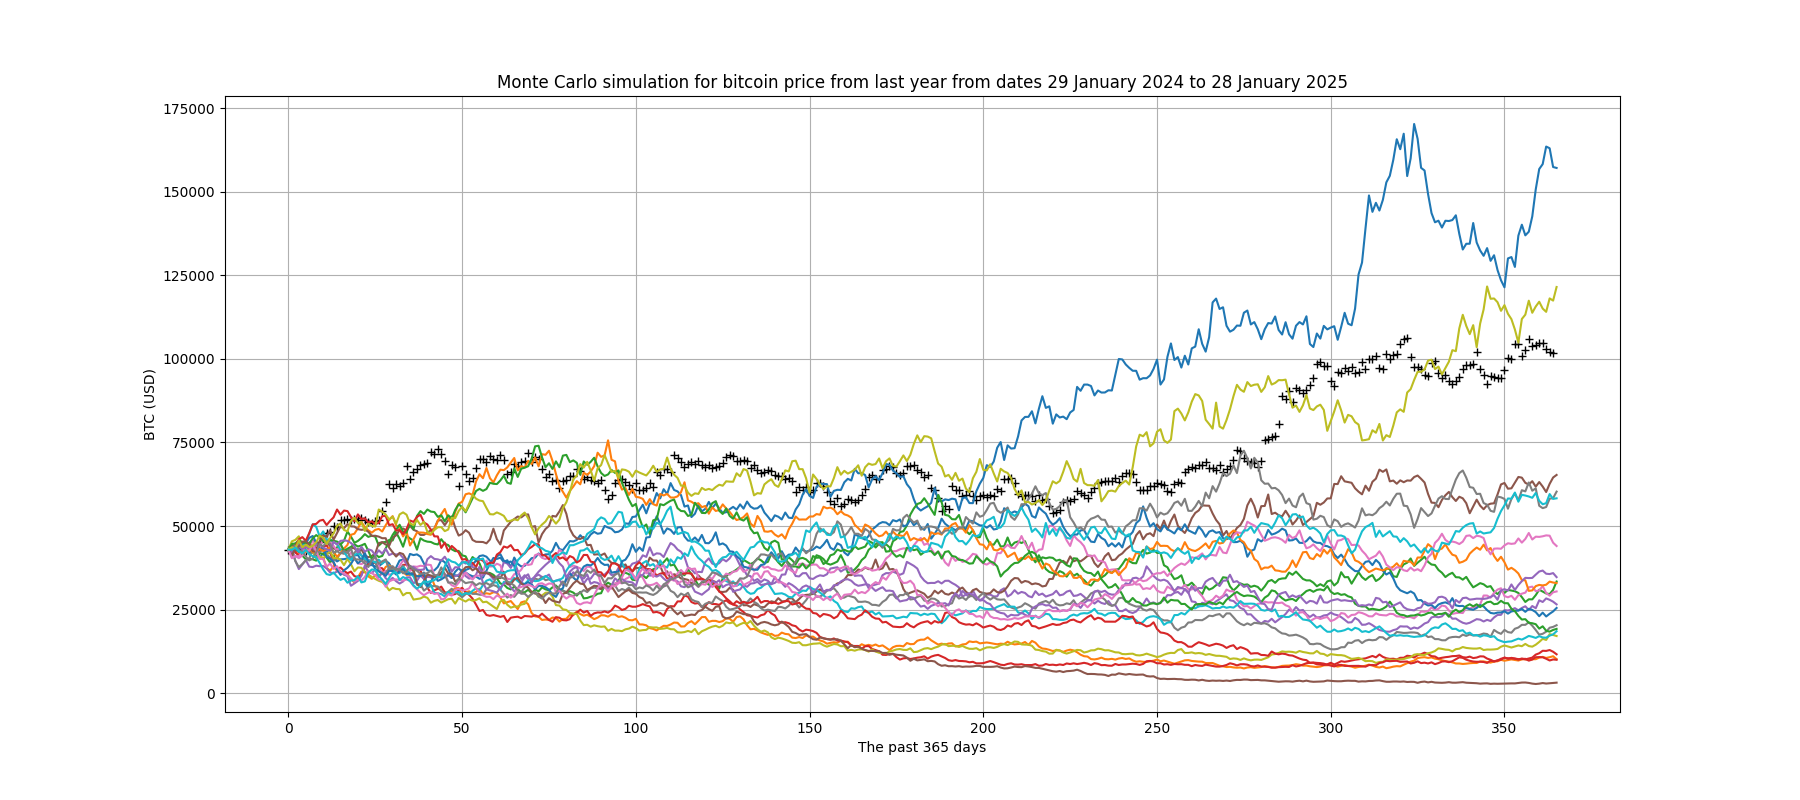 Monte Carlo simulation for bitcoin price from last year from dates 29 January 2024 to 28 January 2025
175000
150000
125000
100000
75000
50000
25000
0
BTC (USD)
0 50 100 150 200 250 300 350
The past 365 days